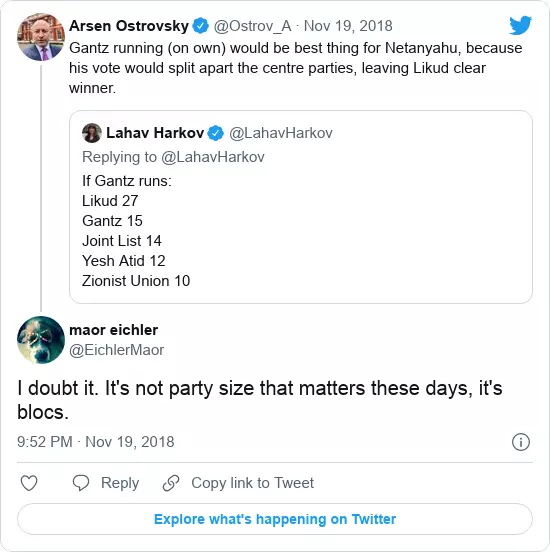 Arsen Ostrovsky @Ostrov_A · Nov 19, 2018
Gantz running (on own) would be best thing for Netanyahu, because
his vote would split apart the centre parties, leaving Likud clear
winner.
Lahav Harkov @LahavHarkov
Replying to @LahavHarkov
If Gantz runs:
Likud 27
Gantz 15
Joint List 14
Yesh Atid 12
Zionist Union 10
maor eichler
@EichlerMaor
I doubt it. It's not party size that matters these days, it's
blocs.
9:52 PM · Nov 19, 2018
Reply Copy link to Tweet
Explore what's happening on Twitter